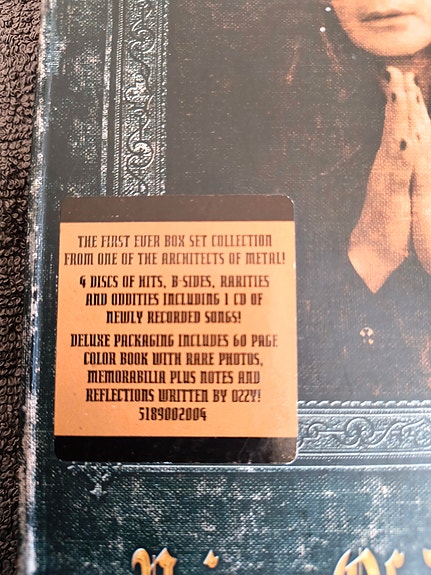 THE FIRST EVER BOX SET COLLECTION
FROM ONE OF THE ARCHITECTS OF METAL!
4 DISCS OF HITS, B-SIDES, RARITIES
AND ODDITIES INCLUDING 1 CD OF
NEWLY RECORDED SONGS!
DELUXE PACKAGING INCLUDES 60 PAGE
COLOR BOOK WITH RARE PHOTOS,
MEMORABILIA PLUS NOTES AND
REFLECTIONS WRITTEN BY OZZY!
5189002004